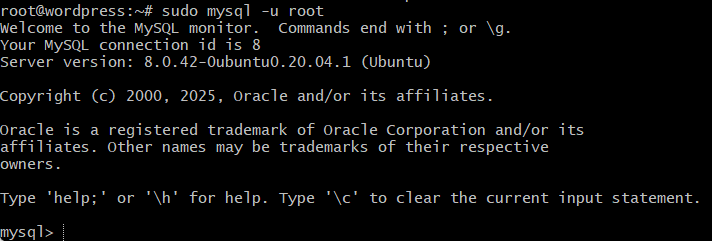 root@wordpress:~# sudo mysql -u root
Welcome to the MySQL monitor.  Commands end with ; or \g.
Your MySQL connection id is 8
Server version: 8.0.42-0ubuntu0.20.04.1 (Ubuntu)

Copyright (c) 2000, 2025, Oracle and/or its affiliates.

Oracle is a registered trademark of Oracle Corporation and/or its
affiliates. Other names may be trademarks of their respective
owners.

Type 'help;' or '\h' for help. Type '\c' to clear the current input statement.

mysql>